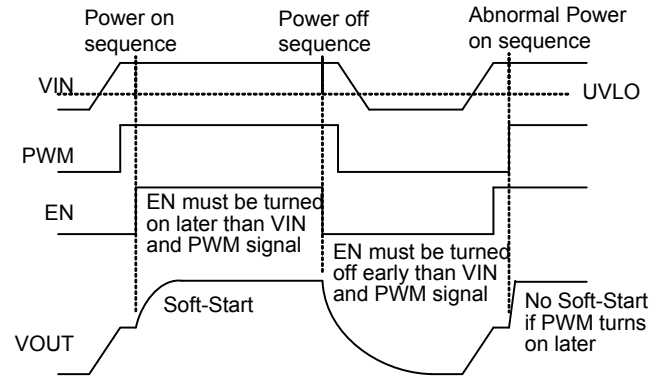 Power on
sequence
Power off
sequence
Abnormal Power
on sequence
VIN
UVLO
PWM
EN
EN must be turned
on later than VIN
and PWM signal
EN must be turned
off early than VIN
and PWM signal
Soft-Start
No Soft-Start
if PWM turns
on later
VOUT